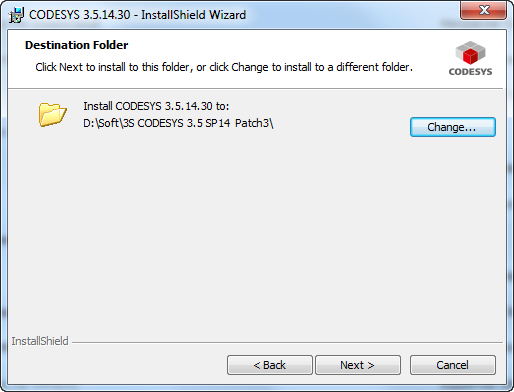 CODESYS 3.5.14.30 - InstallShield Wizard
Destination Folder
Click Next to install to this folder, or click Change to install to a different folder.
CODESYS
Install CODESYS 3.5.14.30 to:
D:\Soft\3S CODESYS 3.5 SP14 Patch3\
Change...
InstallShield
< Back
Next >
Cancel